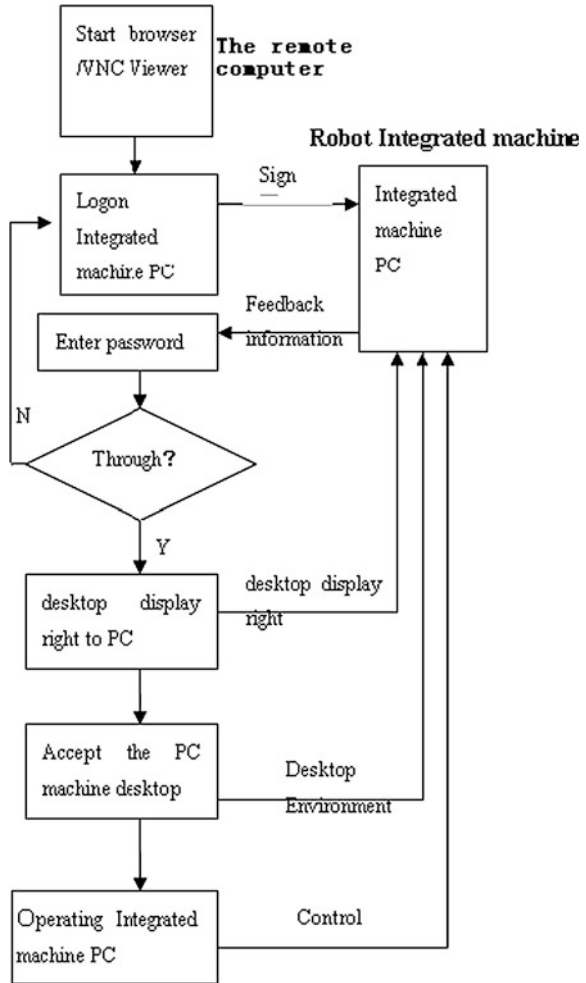 Start browser
/VNC Viewer
The remote
computer
Robot Integrated machine
Logon
Integrated
machine PC
Sign
Integrated
machine
PC
Feedback
information
Enter password
N
Through?
Y
desktop display
right to PC
desktop display
right
Accept the PC
machine desktop
Desktop
Environment
Operating Integrated
machine PC
Control